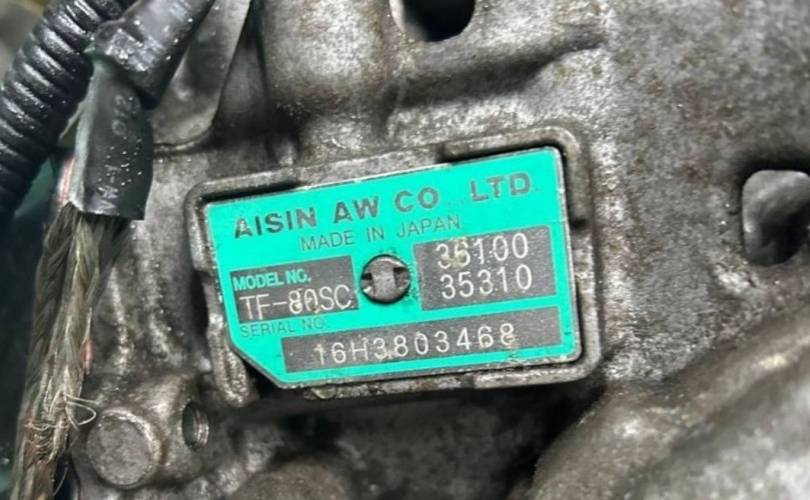 AISIN AW CO., LTD.
MADE IN JAPAN
MODEL NO.
TF-80SC
36100
35310
SERIAL NO.
16H3803468